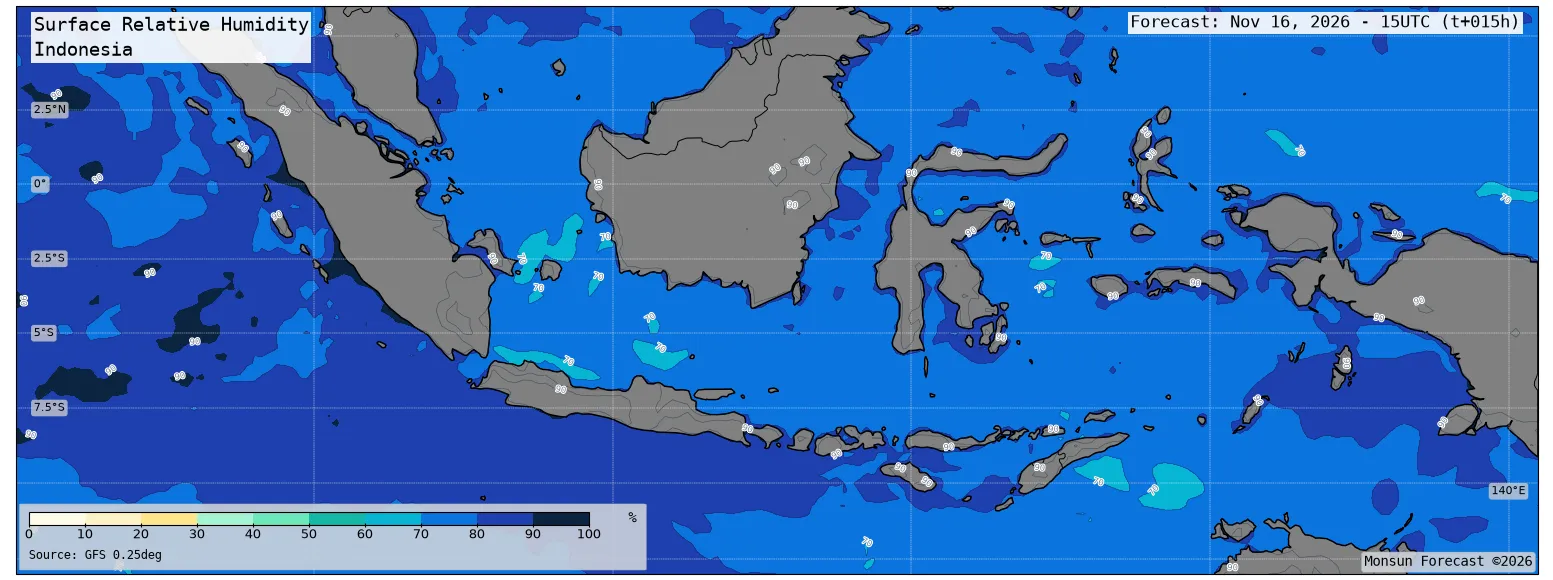 Surface Relative Humidity
Indonesia
Forecast: Nov 16, 2026 - 15UTC (t+015h)
2.5°N
0°
2.5°S
5°S
7.5°S
140°E
0 10 20 30 40 50 60 70 80 90 100
%
Source: GFS 0.25deg
Monsun Forecast ©2026